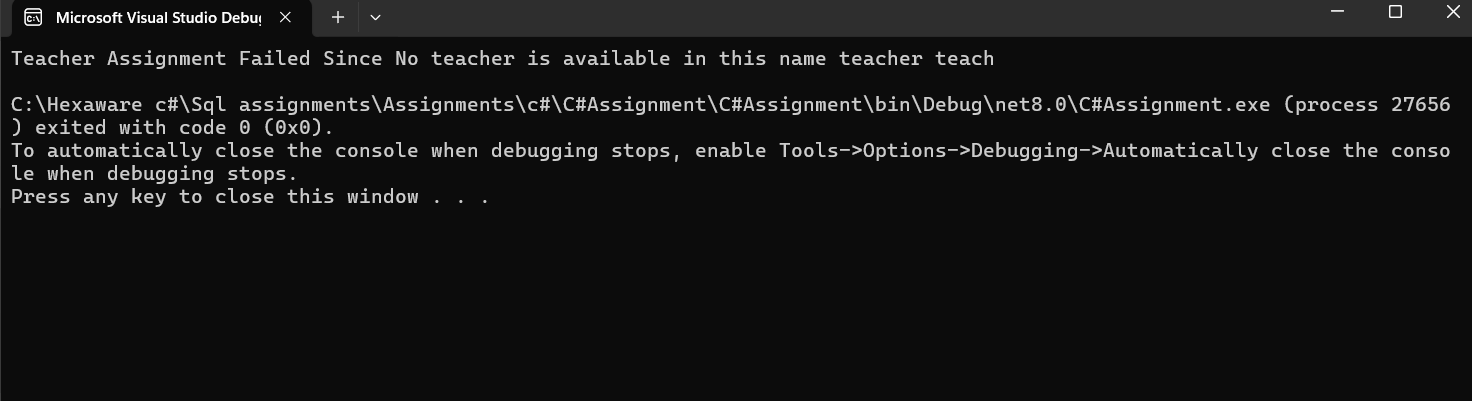 Microsoft Visual Studio Debug
Teacher Assignment Failed Since No teacher is available in this name teacher teach
C:\Hexaware c#\Sql assignments\Assignments\c#\C#Assignment\C#Assignment\bin\Debug\net8.0\C#Assignment.exe (process 27656
) exited with code 0 (0x0).
To automatically close the console when debugging stops, enable Tools->Options->Debugging->Automatically close the conso
le when debugging stops.
Press any key to close this window . . .